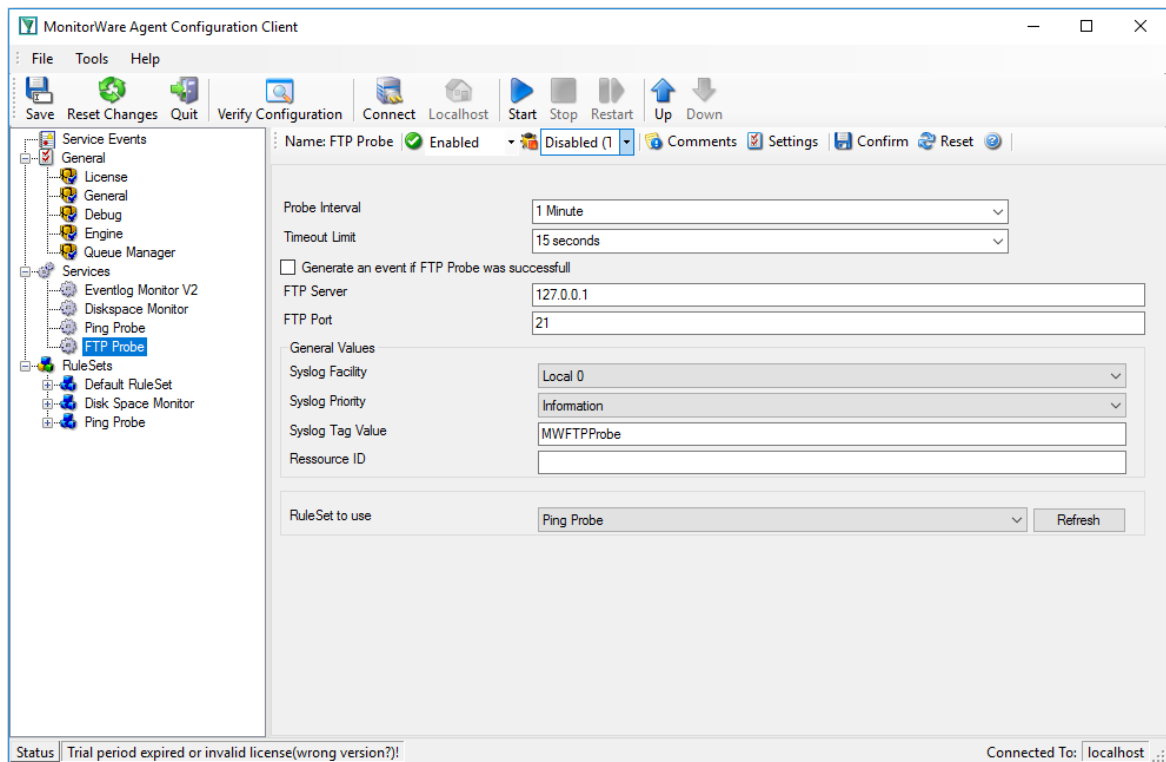 MonitorWare Agent Configuration Client
File Tools Help
Save Reset Changes Quit Verify Configuration Connect Localhost Start Stop Restart Up Down
Service Events
General
License
General
Debug
Engine
Queue Manager
Services
Eventlog Monitor V2
Diskspace Monitor
Ping Probe
FTP Probe
RuleSets
Default RuleSet
Disk Space Monitor
Ping Probe
Name: FTP Probe Enabled Disabled (T Comments Settings Confirm Reset
Probe Interval 1 Minute
Timeout Limit 15 seconds
Generate an event if FTP Probe was successfull
FTP Server 127.0.0.1
FTP Port 21
General Values
Syslog Facility Local 0
Syslog Priority Information
Syslog Tag Value MWFTPProbe
Ressource ID
RuleSet to use Ping Probe Refresh
Status Trial period expired or invalid license(wrong version?)! Connected To: localhost